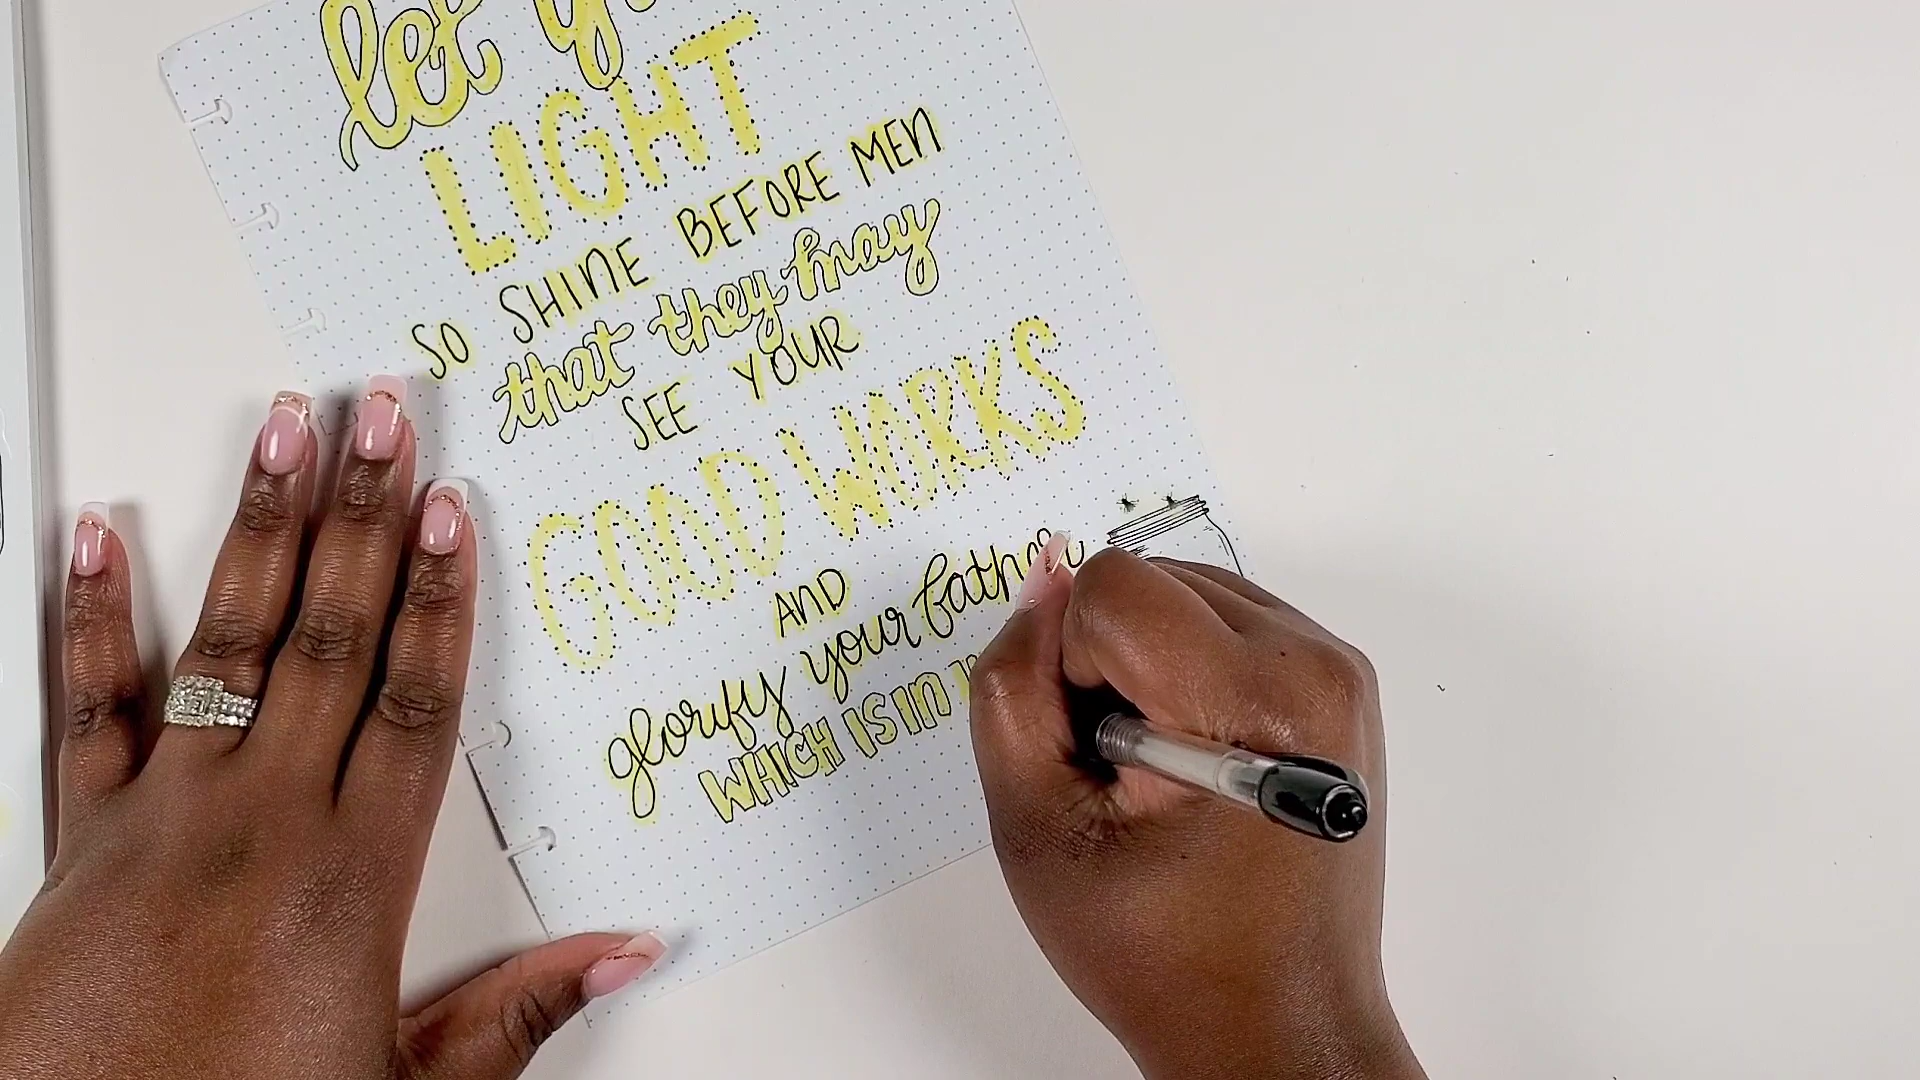 let
LIGHT
SO SHINE BEFORE MEN
that they may
SEE YOUR
GOOD WORKS
AND
glorify your father
WHICH IS IN